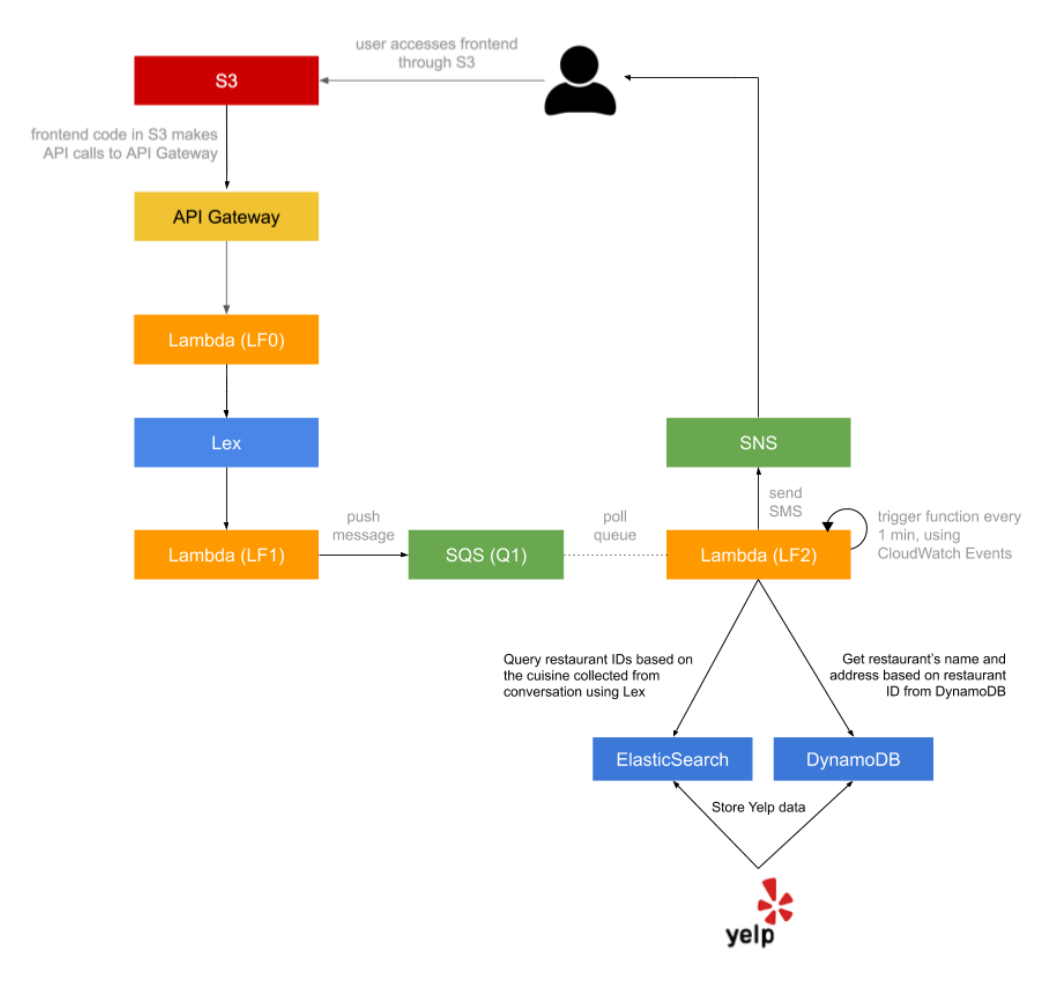 user accesses frontend
through S3
S3
frontend code in S3 makes
API calls to API Gateway
API Gateway
Lambda (LF0)
Lex
SNS
send
SMS
trigger function every
1 min, using
CloudWatch Events
Lambda (LF1)
push
message
SQS (Q1)
poll
queue
Lambda (LF2)
Query restaurant IDs based on
the cuisine collected from
conversation using Lex
Get restaurant's name and
address based on restaurant
ID from DynamoDB
ElasticSearch
DynamoDB
Store Yelp data
yelp